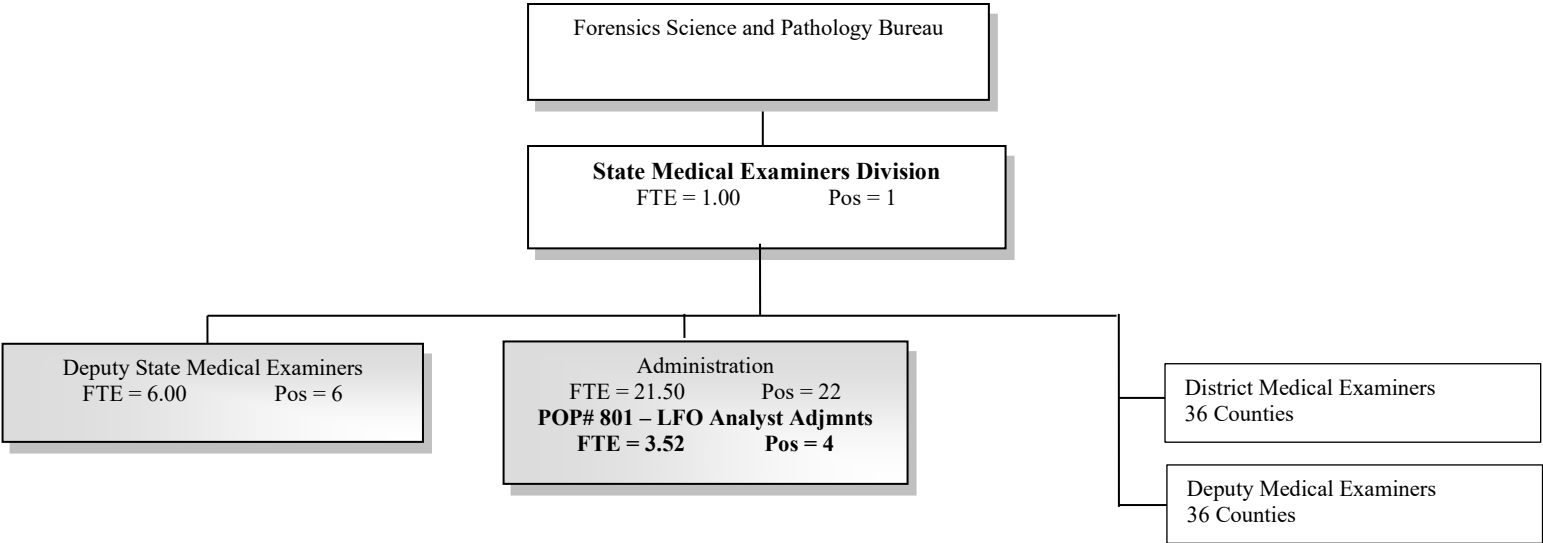 Forensics Science and Pathology Bureau
State Medical Examiners Division
FTE = 1.00 Pos = 1
Deputy State Medical Examiners
FTE = 6.00 Pos = 6
Administration
FTE = 21.50 Pos = 22
POP# 801 – LFO Analyst Adjmnts
FTE = 3.52 Pos = 4
District Medical Examiners
36 Counties
Deputy Medical Examiners
36 Counties